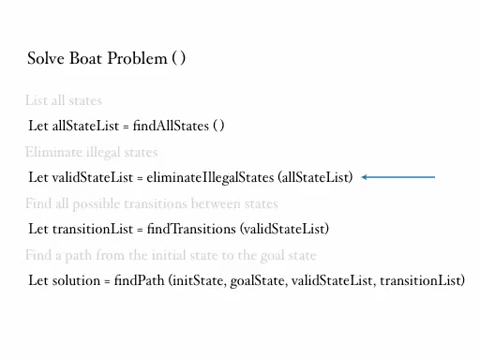 Solve Boat Problem ( )
List all states
Let allStateList = findAllStates ( )
Eliminate illegal states
Let validStateList = eliminateIllegalStates (allStateList)
Find all possible transitions between states
Let transitionList = findTransitions (validStateList)
Find a path from the initial state to the goal state
Let solution = findPath (initState, goalState, validStateList, transitionList)